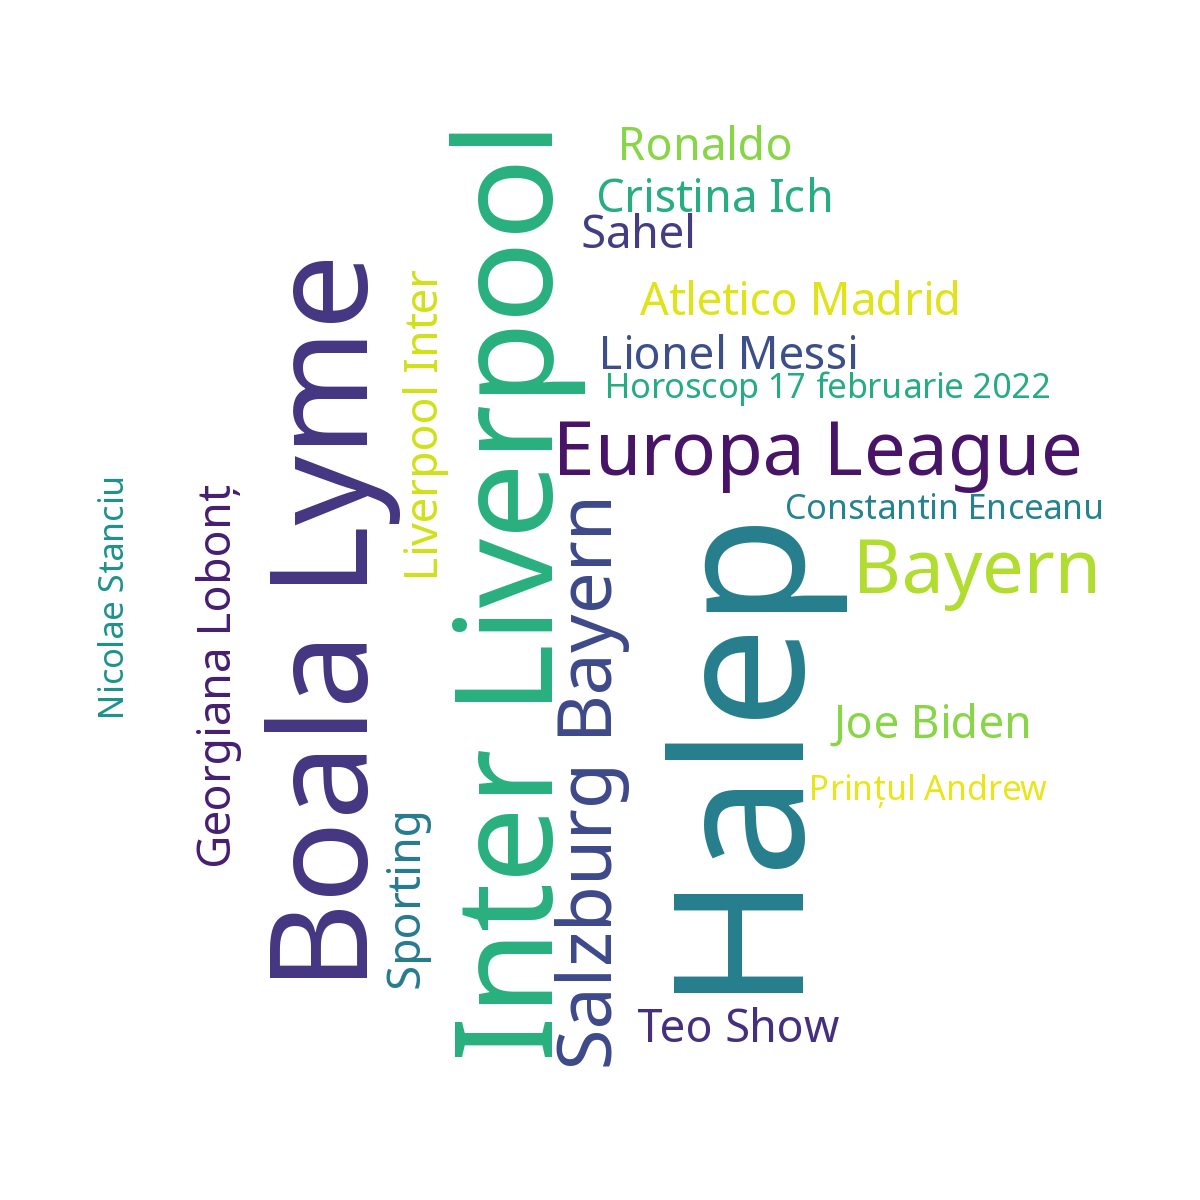 Ronaldo
Cristina Ich
Sahel
Atletico Madrid
Lionel Messi
Horoscop 17 februarie 2022
Europa League
Constantin Enceanu
Bayern
Joe Biden
Prințul Andrew
Teo Show
Nicolae Stanciu
Georgiana Lobonț
Boala Lyme
Liverpool Inter
Sporting
Inter Liverpool
Salzburg Bayern
Halep